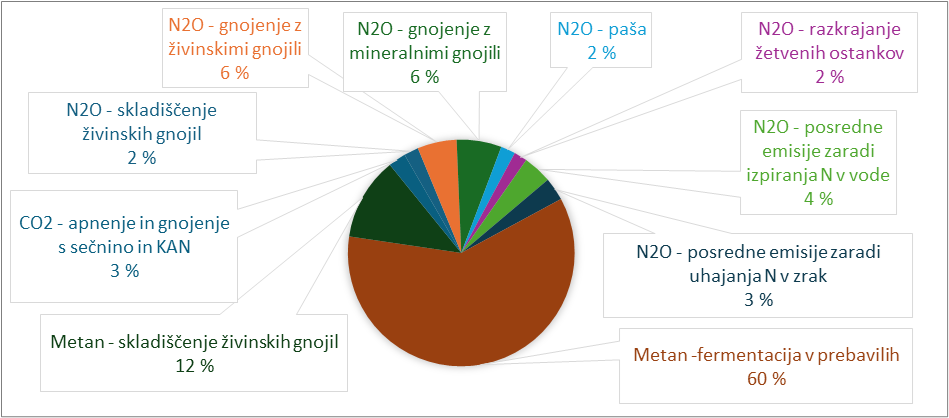 N2O - gnojenje z
živinskimi gnojili
6 %
N2O - gnojenje z
mineralnimi gnojili
6 %
N2O - paša
2 %
N2O - razkrajanje
žetvenih ostankov
2 %
N2O - skladiščenje
živinskih gnojil
2 %
N2O - posredne
emisije zaradi
izpiranja N v vode
4 %
CO2 - apnenje in gnojenje
s sečnino in KAN
3 %
N2O - posredne emisije zaradi
uhajanja N v zrak
3 %
Metan - skladiščenje živinskih gnojil
12 %
Metan -fermentacija v prebavilih
60 %